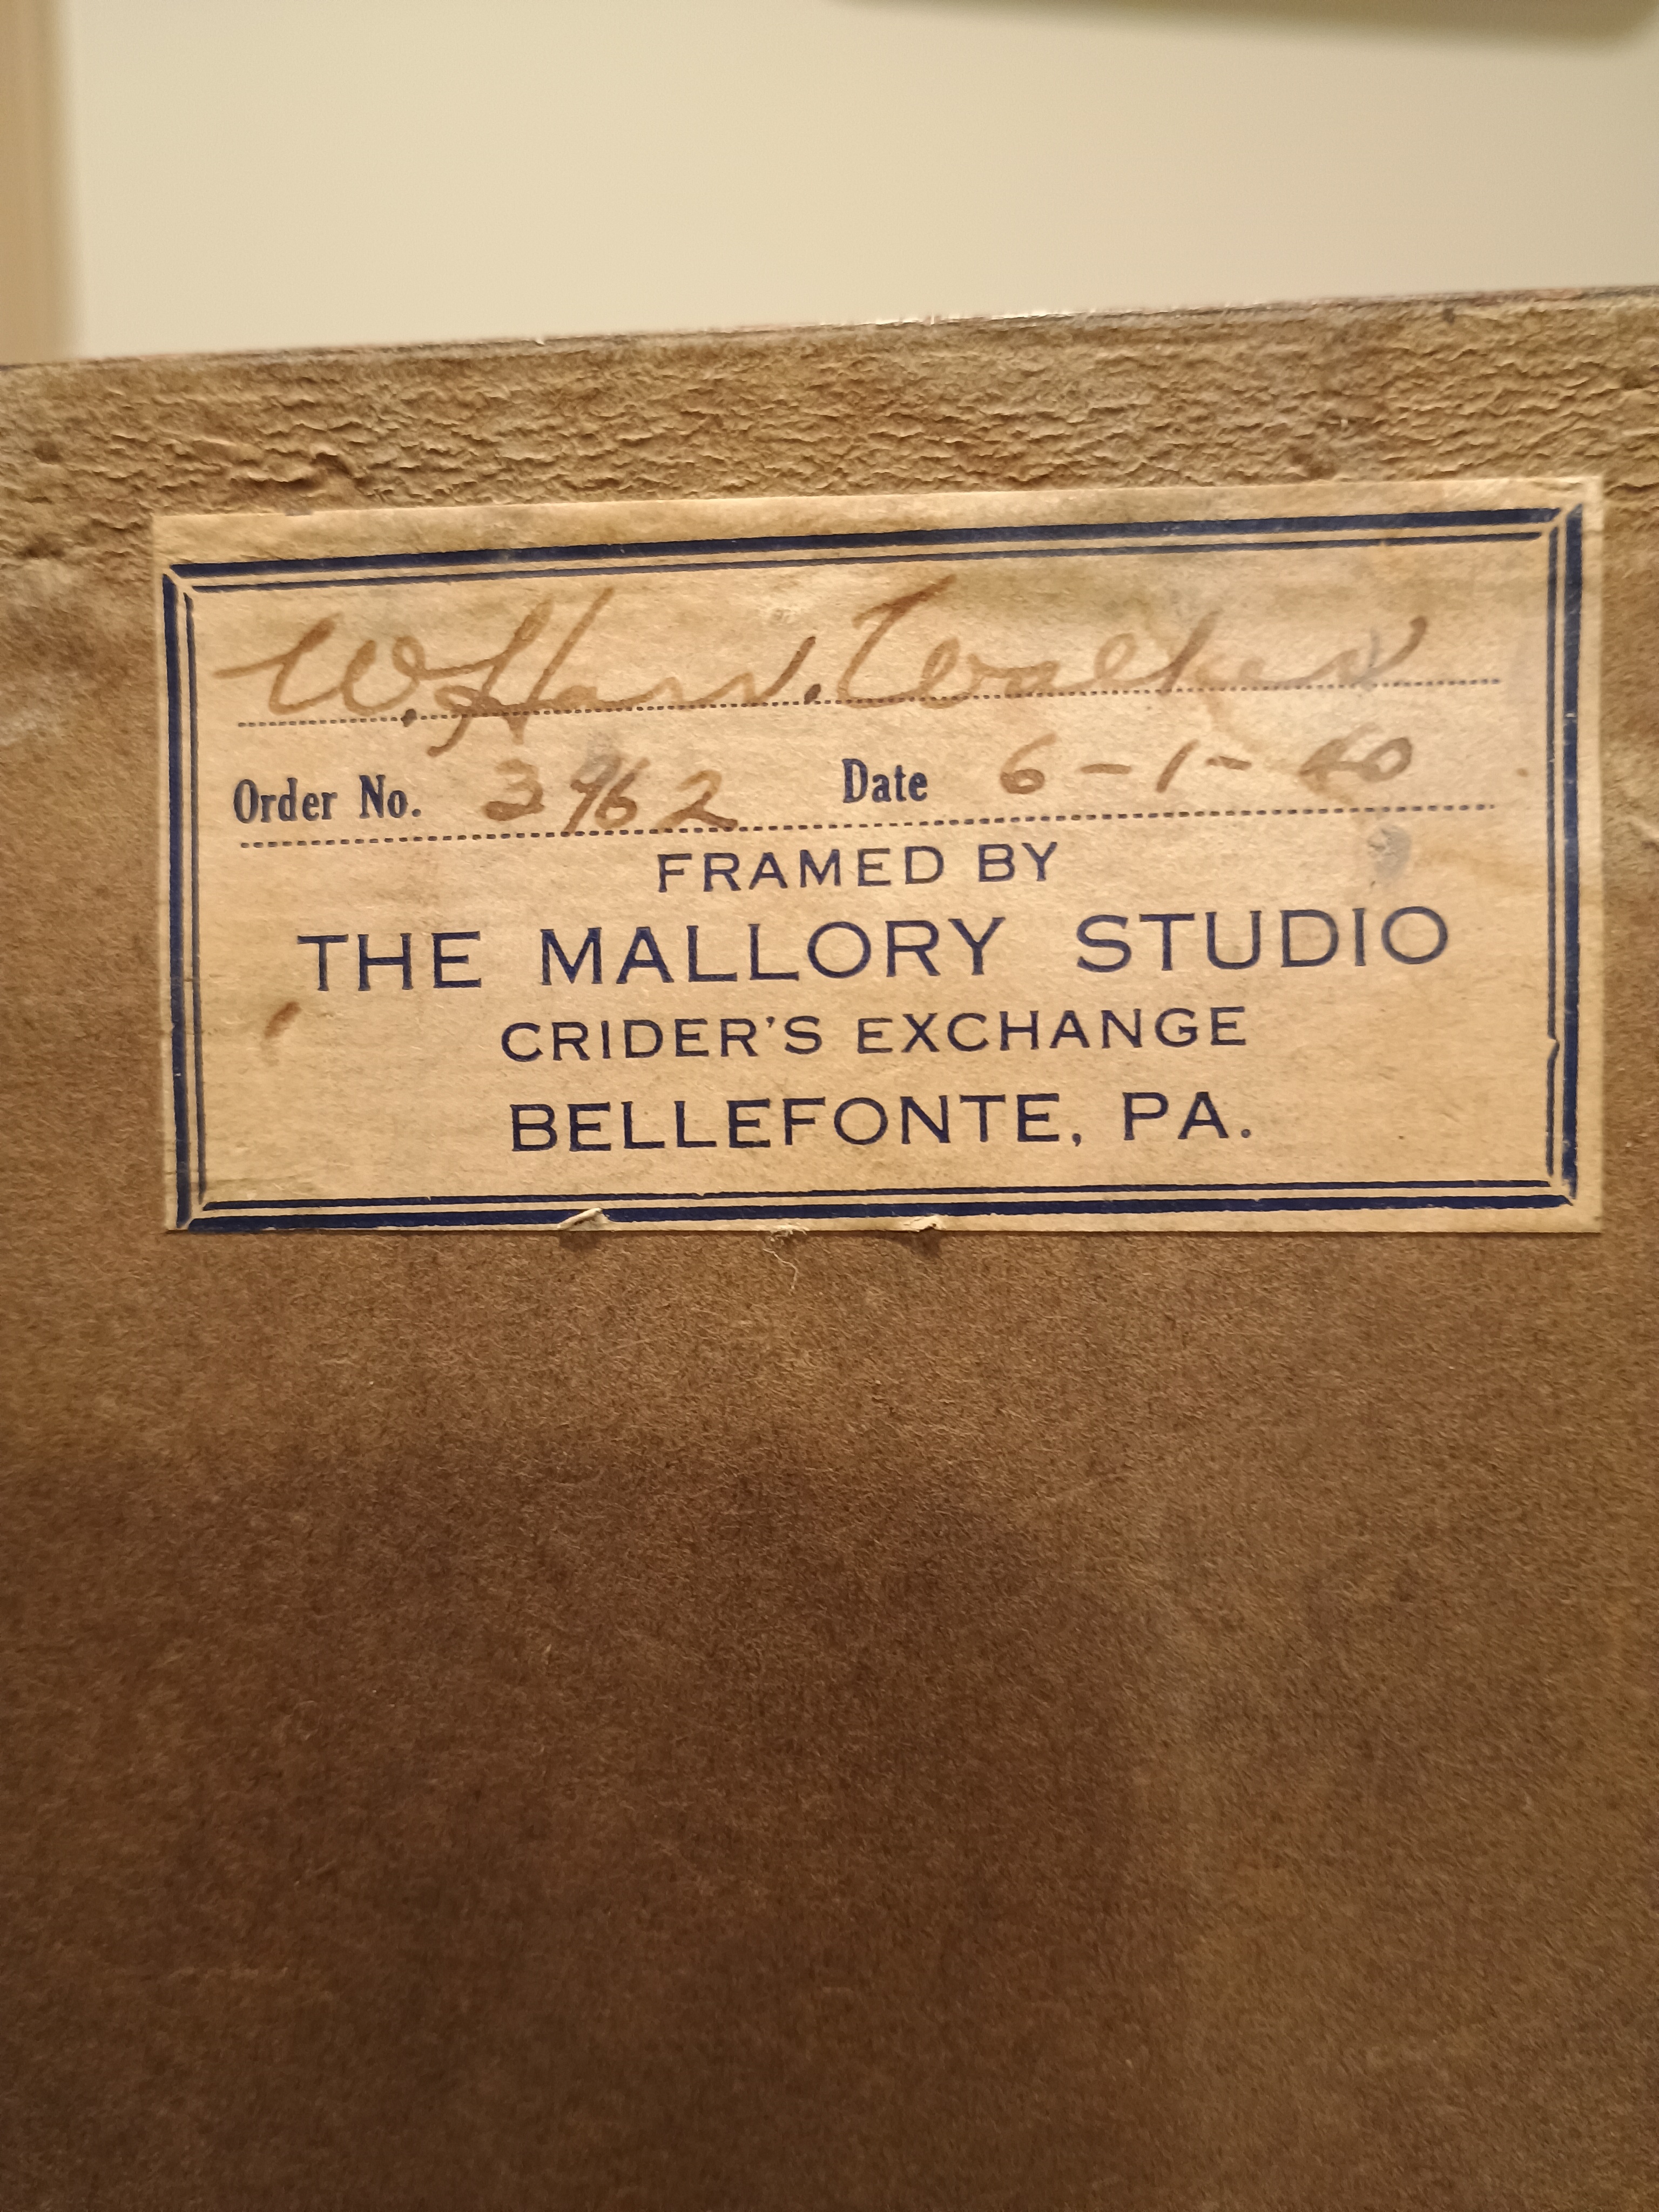 W. Harr. Walker
Order No. 3962 Date 6-1-40
FRAMED BY
THE MALLORY STUDIO
CRIDER'S EXCHANGE
BELLEFONTE, PA.